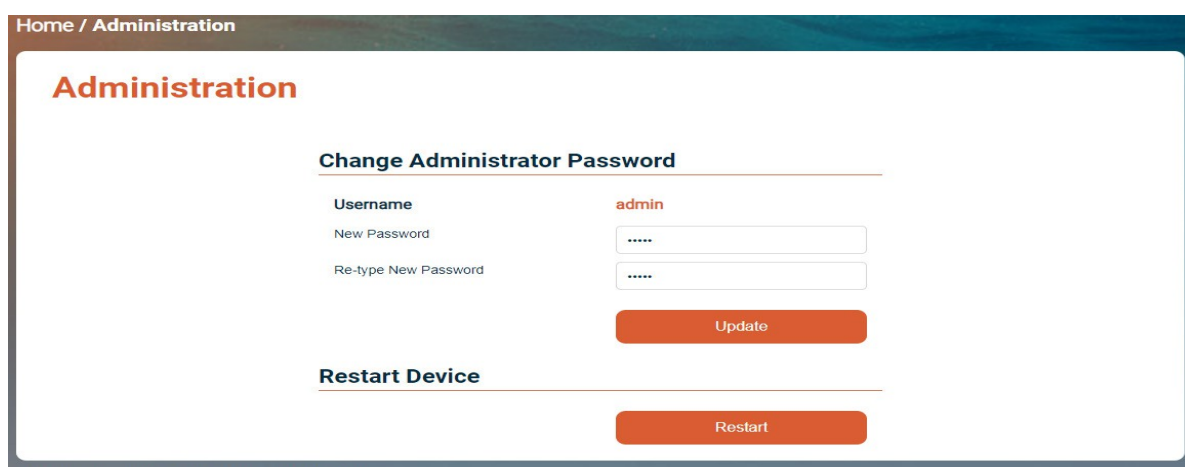 Home / Administration
Administration
Change Administrator Password
Username admin
New Password •••••
Re-type New Password •••••
Update
Restart Device
Restart